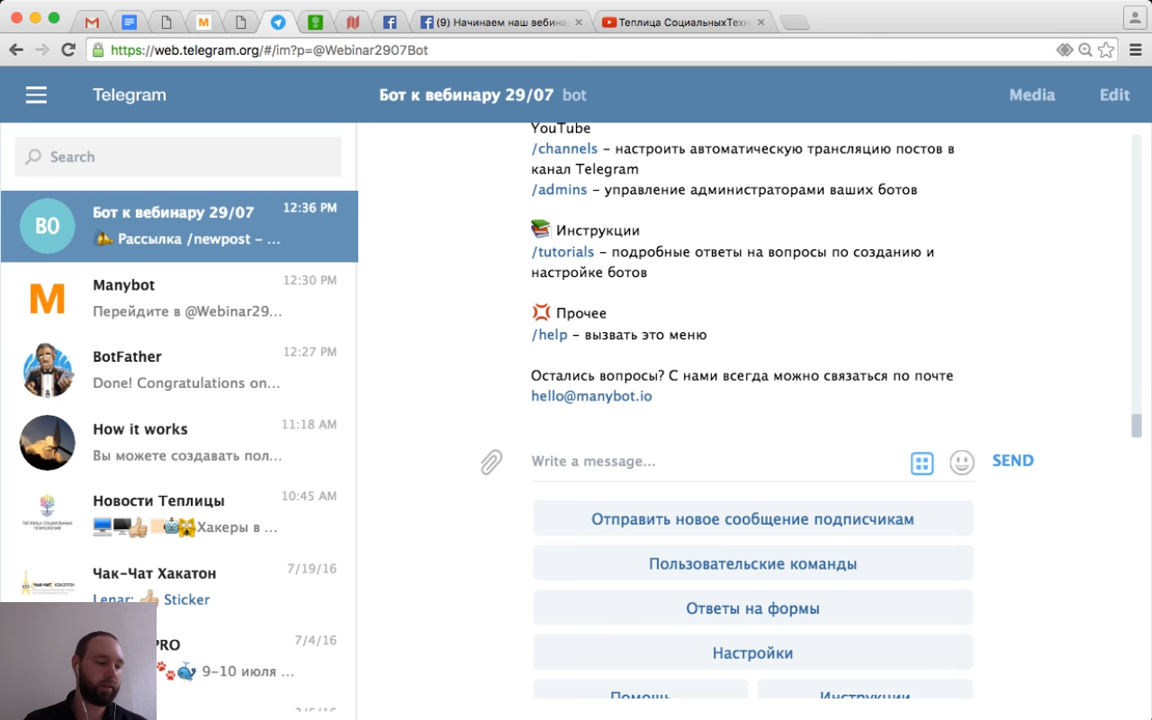 (9) Начинаем наш вебина
Теплица СоциальныхТехн
https://web.telegram.org/#/im?p=@Webinar2907Bot
Telegram
Бот к вебинару 29/07 bot
Media
Edit
Search
ВО
Бот к вебинару 29/07 12:36 PM
Рассылка /newpost – ...
Manybot 12:30 PM
Перейдите в @Webinar29...
BotFather 12:27 PM
Done! Congratulations on...
How it works 11:18 AM
Вы можете создавать пол...
Новости Теплицы 10:45 AM
Хакеры в ...
Чак-Чат Хакатон 7/19/16
Lenar: Sticker
PRO 7/4/16
9–10 июля ...
YouTube
/channels – настроить автоматическую трансляцию постов в
канал Telegram
/admins – управление администраторами ваших ботов
Инструкции
/tutorials – подробные ответы на вопросы по созданию и
настройке ботов
Прочее
/help – вызвать это меню
Остались вопросы? С нами всегда можно связаться по почте
hello@manybot.io
Write a message...
SEND
Отправить новое сообщение подписчикам
Пользовательские команды
Ответы на формы
Настройки
Помощь
Инструкции